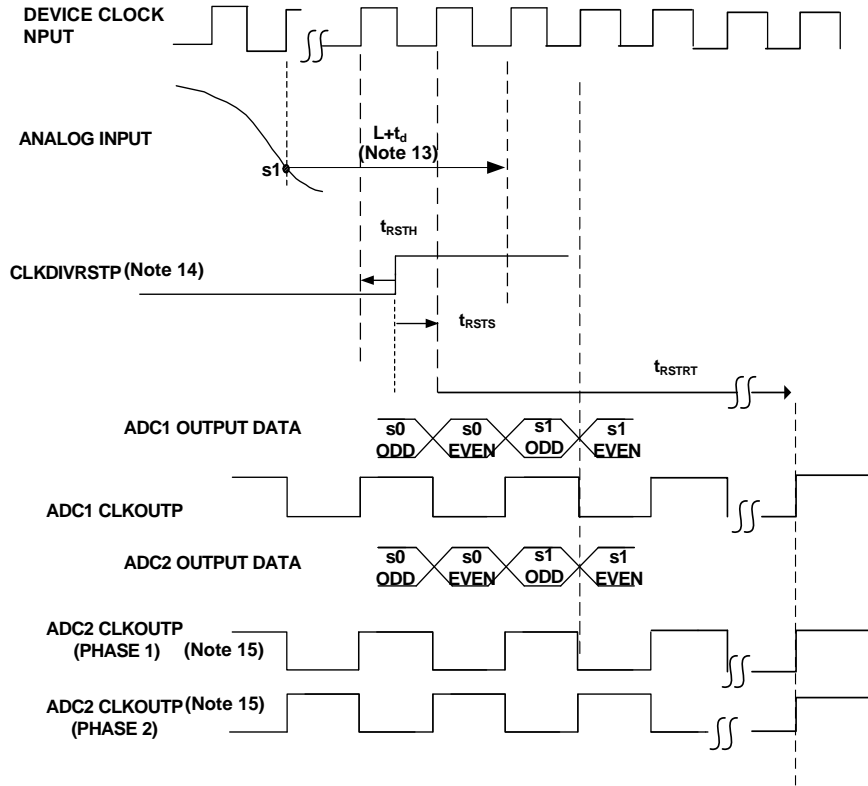 DEVICE CLOCK
NPUT
ANALOG INPUT
s1
L+td
(Note 13)
tRSTH
CLKDIVRSTP (Note 14)
tRSTS
tRSTRT
ADC1 OUTPUT DATA
s0 s0 s1 s1
ODD EVEN ODD EVEN
ADC1 CLKOUTP
ADC2 OUTPUT DATA
s0 s0 s1 s1
ODD EVEN ODD EVEN
ADC2 CLKOUTP
(PHASE 1) (Note 15)
ADC2 CLKOUTP (Note 15)
(PHASE 2)